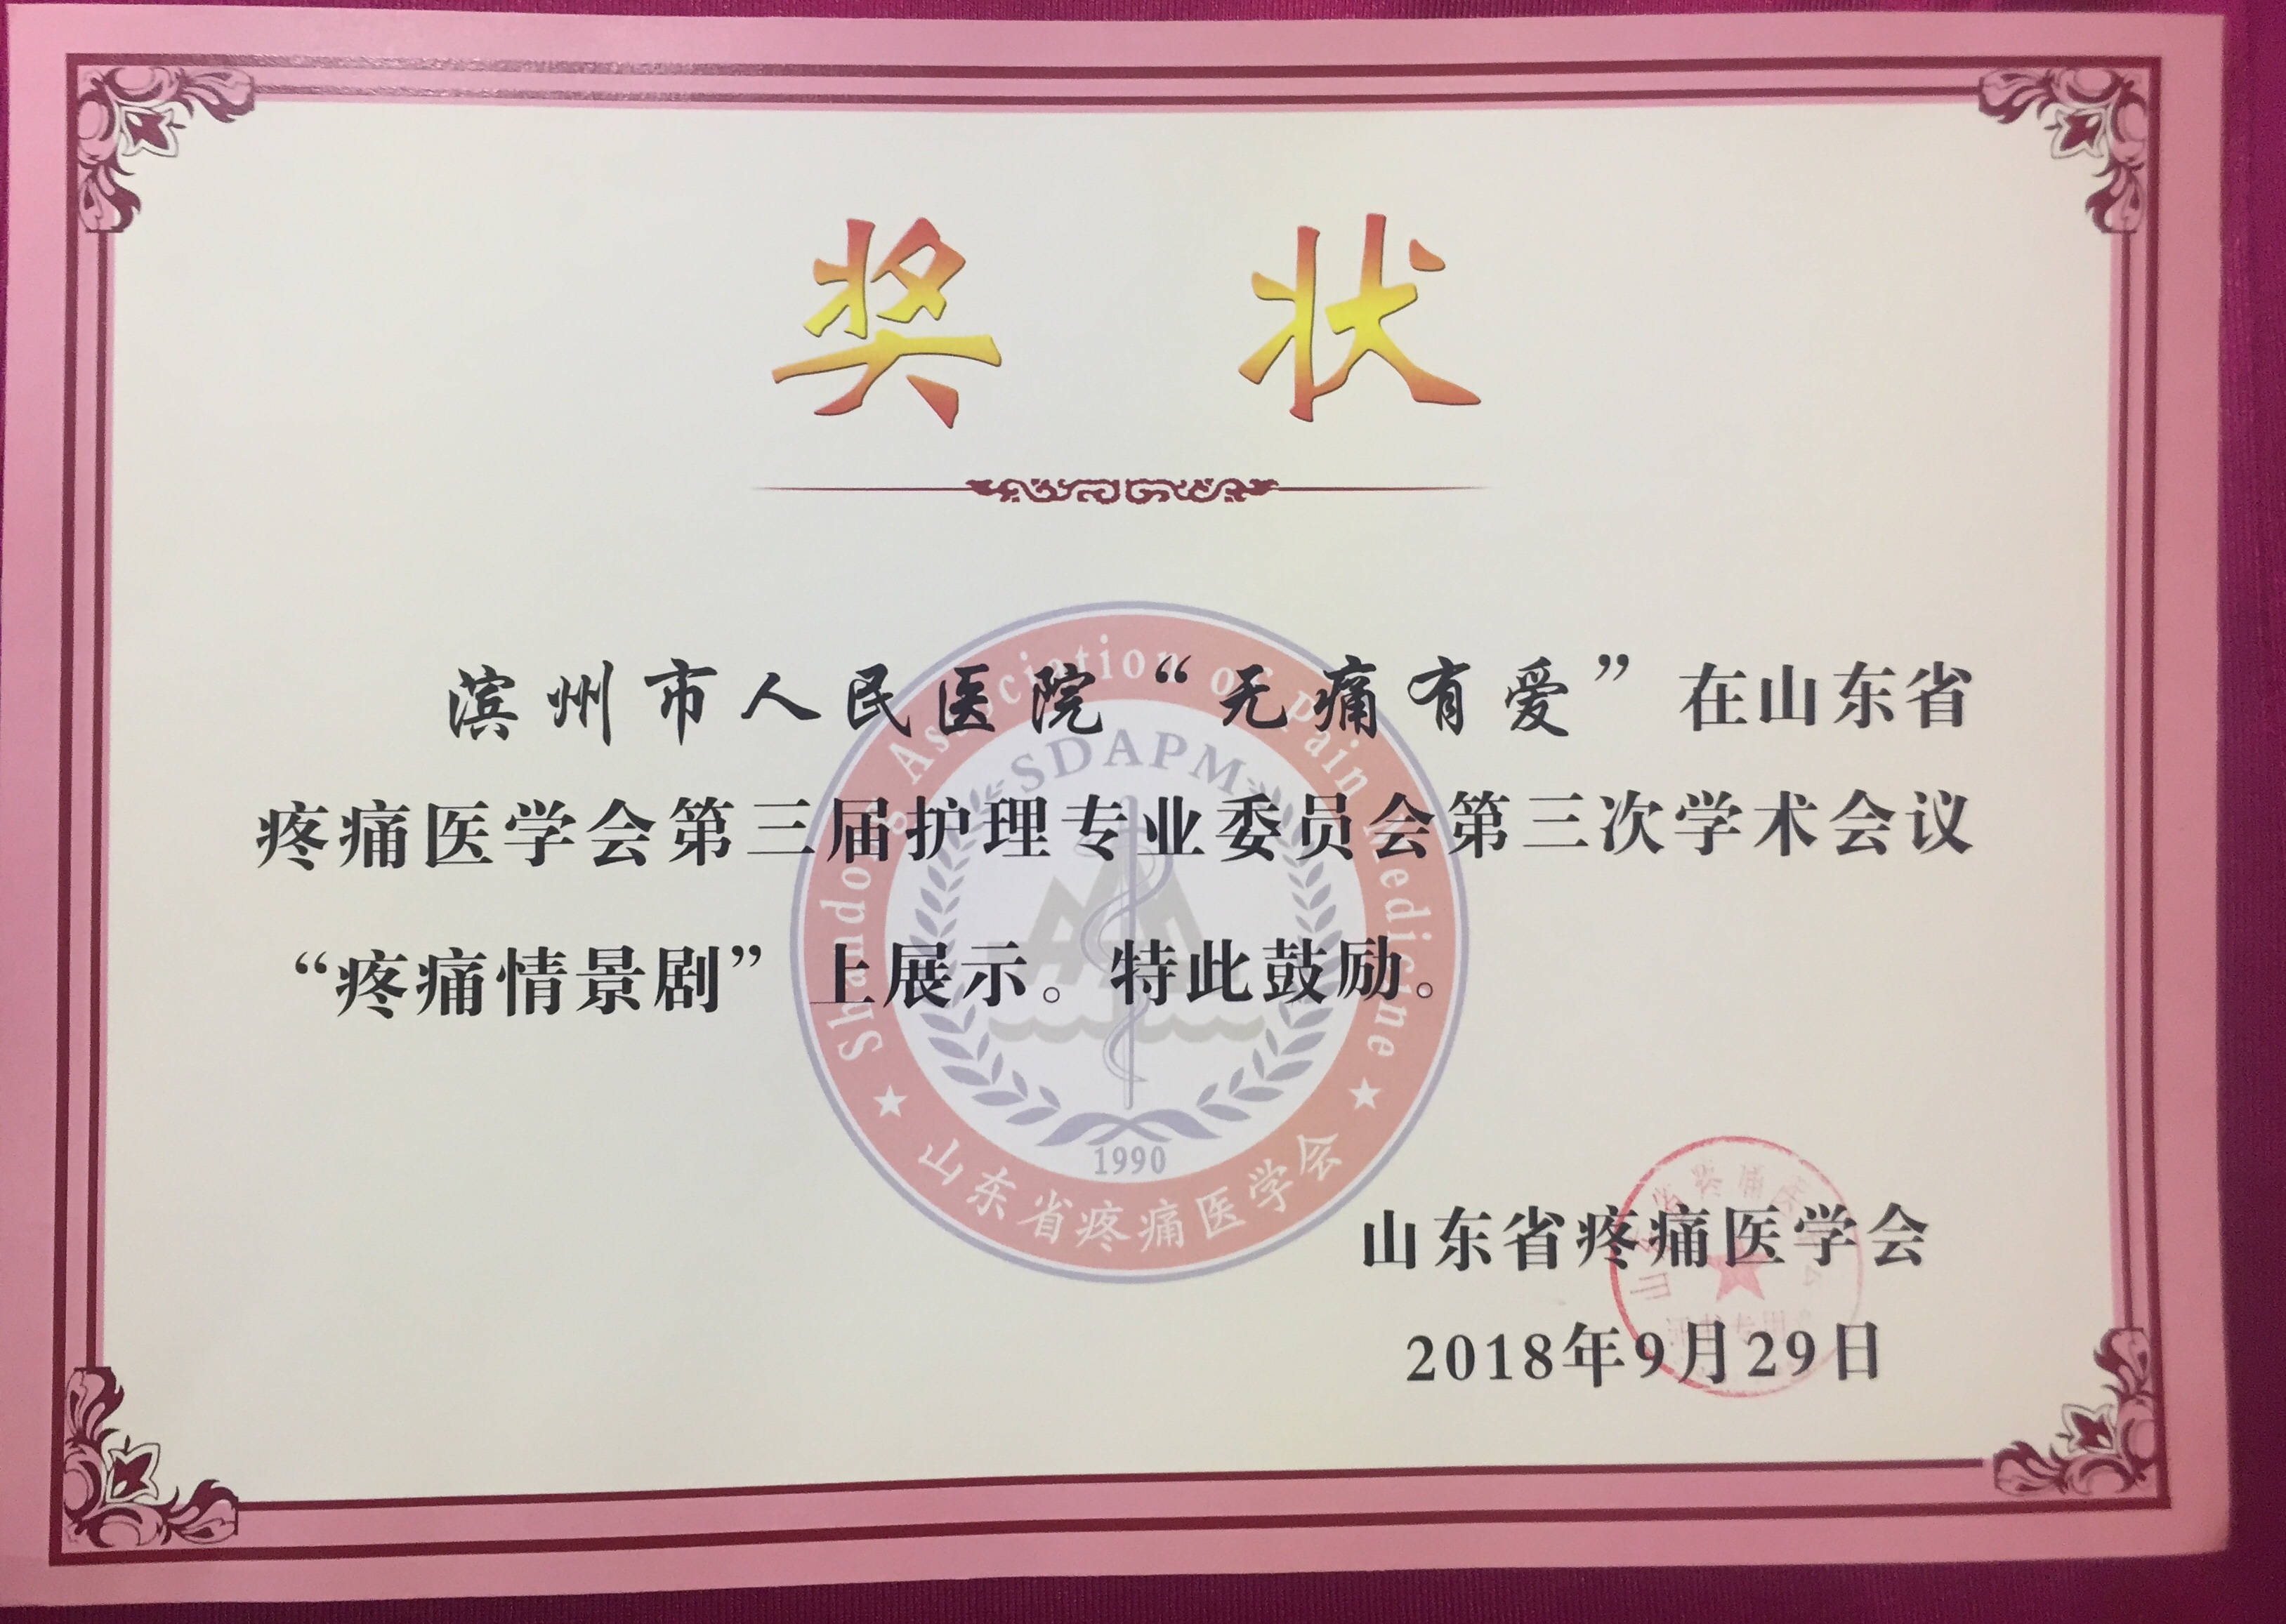 奖 状
滨州市人民医院“无痛有爱”在山东省
疼痛医学会第三届护理专业委员会第三次学术会议
“疼痛情景剧”上展示。特此鼓励。
Shandong Association of Pain Medicine
SDAPM
1990
山东省疼痛医学会
山东省疼痛医学会
2018年9月29日